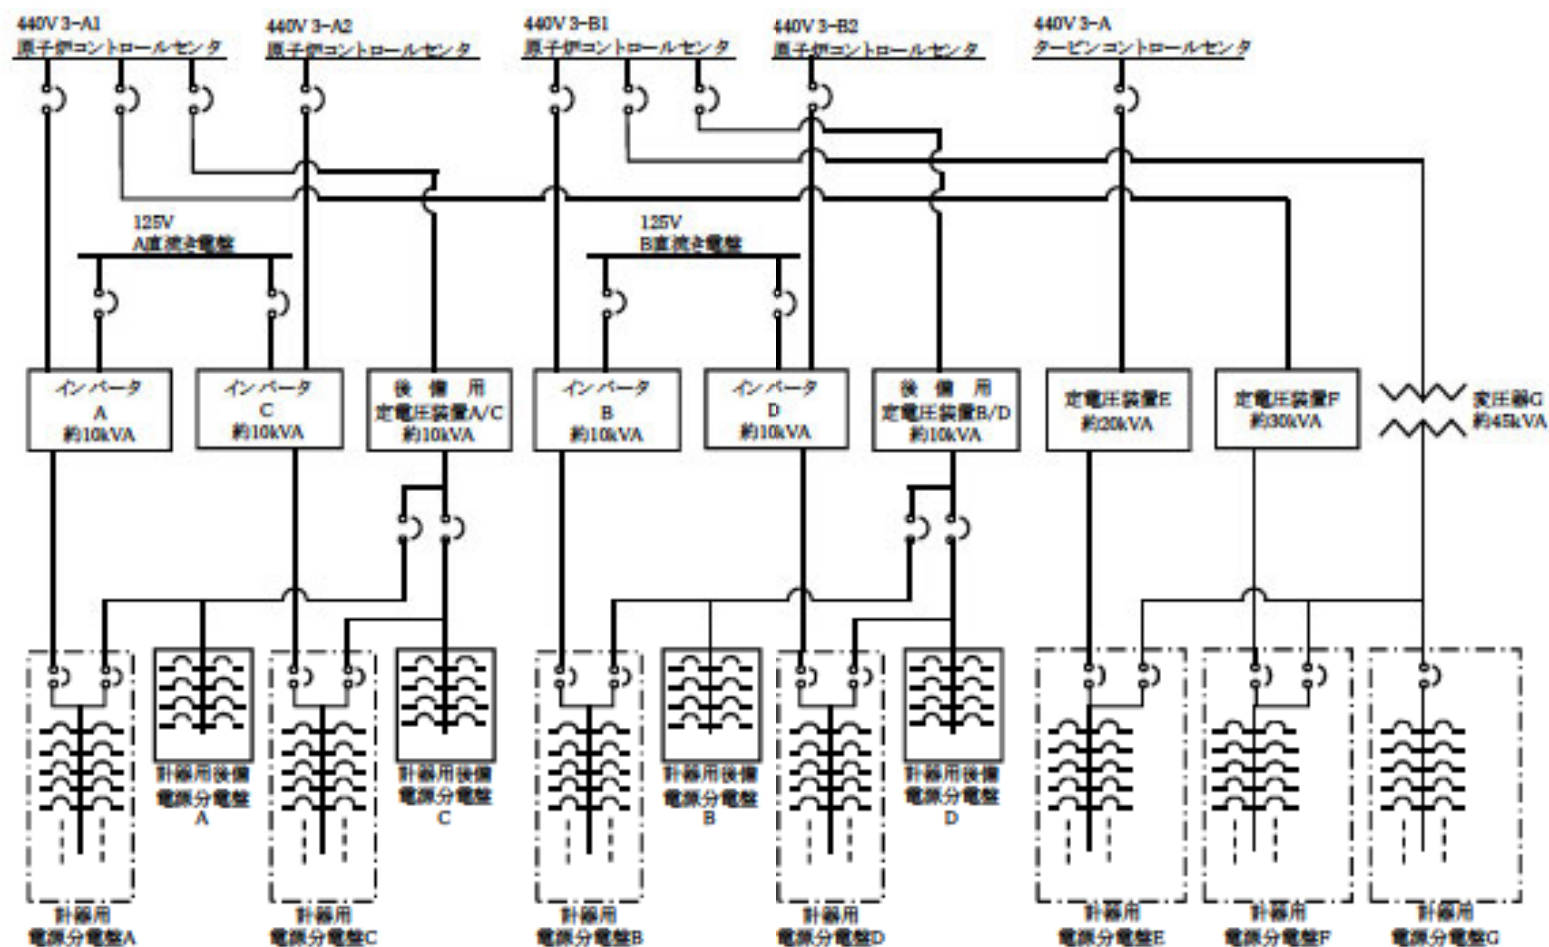 440V 3-A1
原子炉コントロールセンタ
440V 3-A2
原子炉コントロールセンタ
440V 3-B1
原子炉コントロールセンタ
440V 3-B2
原子炉コントロールセンタ
440V 3-A
タービンコントロールセンタ
125V
A直流き電盤
125V
B直流き電盤
インバータ
A
約10kVA
インバータ
C
約10kVA
後備用
定電圧装置A/C
約10kVA
インバータ
B
約10kVA
インバータ
D
約10kVA
後備用
定電圧装置B/D
約10kVA
定電圧装置E
約20kVA
定電圧装置F
約30kVA
変圧器G
約45kVA
計器用後備
電源分電盤
A
計器用後備
電源分電盤
C
計器用後備
電源分電盤
B
計器用後備
電源分電盤
D
計器用
電源分電盤A
計器用
電源分電盤C
計器用
電源分電盤B
計器用
電源分電盤D
計器用
電源分電盤E
計器用
電源分電盤F
計器用
電源分電盤G